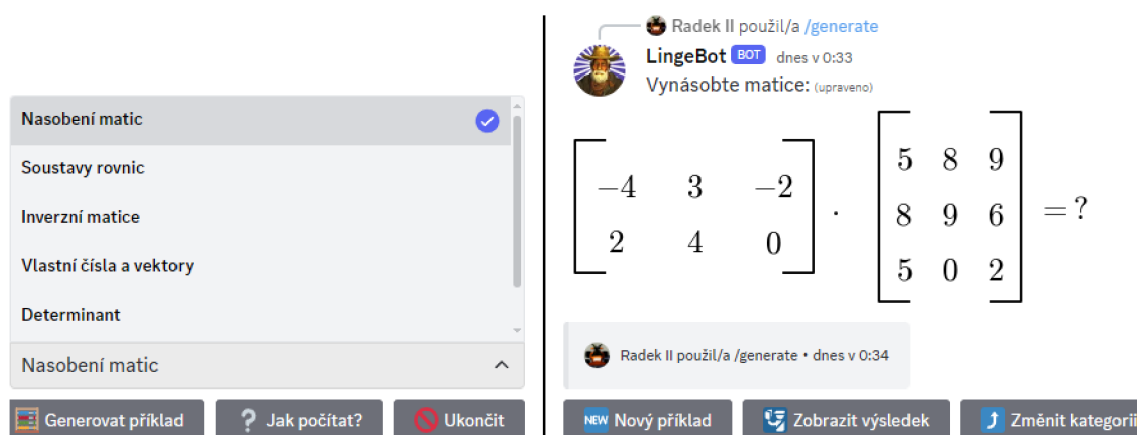 Nasobení matic
Soustavy rovnic
Inverzní matice
Vlastní čísla a vektory
Determinant
Nasobení matic
Generovat příklad
? Jak počítat?
Ukončit
Radek II použil/a /generate
LingeBot BOT dnes v 0:33
Vynásobte matice: (upraveno)
−4 3 −2
2 4 0
·
5 8 9
8 9 6
5 0 2
= ?
Radek II použil/a /generate • dnes v 0:34
NEW Nový příklad
Zobrazit výsledek
Změnit kategorii